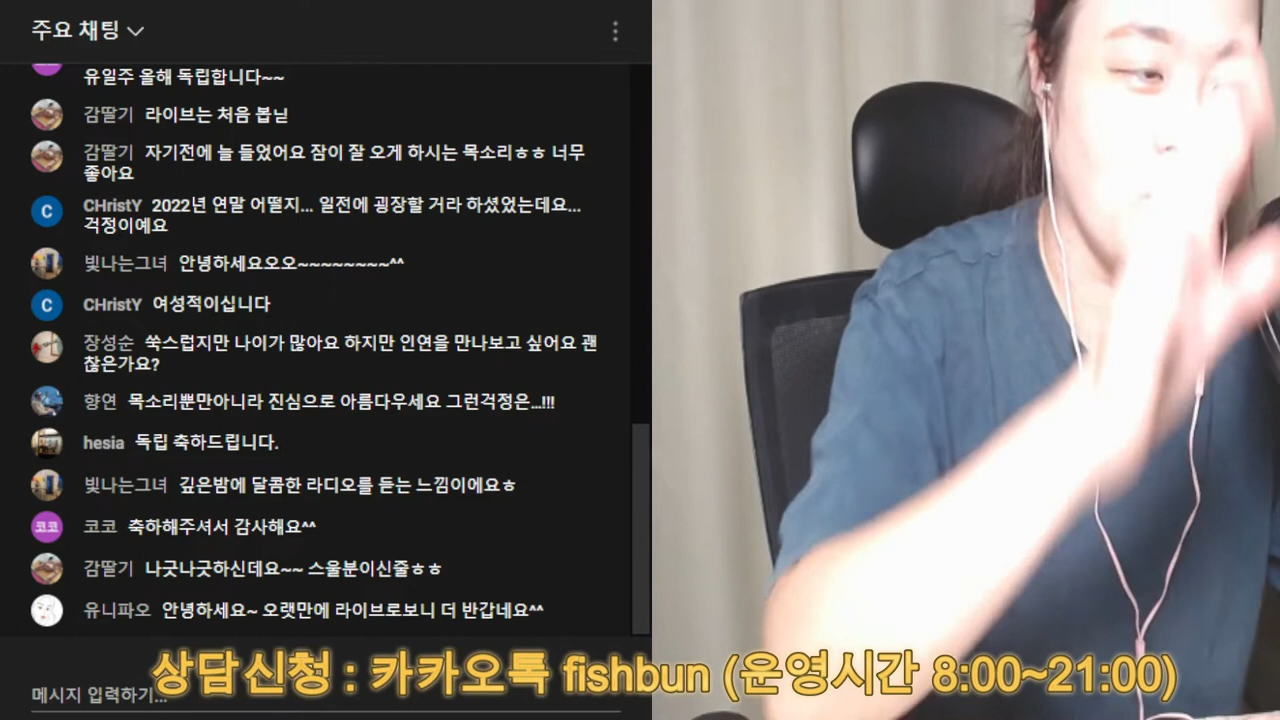 주요 채팅
유일주 올해 독립합니다~~
감딸기 라이브는 처음 봅닏
감딸기 자기전에 늘 들었어요 잠이 잘 오게 하시는 목소리ㅎㅎ 너무
좋아요
C CHristY 2022년 연말 어떨지... 일전에 굉장할 거라 하셨었는데요...
걱정이예요
빛나는그녀 안녕하세요오오~~~~~~~~^^
C CHristY 여성적이십니다
장성순 쑥스럽지만 나이가 많아요 하지만 인연을 만나보고 싶어요 괜
찮은가요?
향연 목소리뿐만아니라 진심으로 아름다우세요 그런걱정은...!!!
hesia 독립 축하드립니다.
빛나는그녀 깊은밤에 달콤한 라디오를 듣는 느낌이에요ㅎ
코코 코코 축하해주셔서 감사해요^^
감딸기 나긋나긋하신데요~~ 스울분이신줄ㅎㅎ
유니파오 안녕하세요~ 오랫만에 라이브로보니 더 반갑네요^^
상담신청 : 카카오톡 fishbun (운영시간 8:00~21:00)
메시지 입력하기...